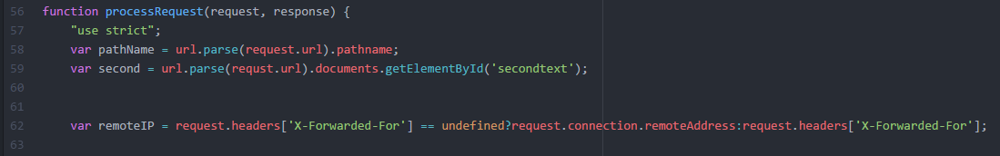 56 function processRequest(request, response) {
57 "use strict";
58 var pathName = url.parse(request.url).pathname;
59 var second = url.parse(requst.url).documents.getElementById('secondtext');
60
61
62 var remoteIP = request.headers['X-Forwarded-For'] == undefined?request.connection.remoteAddress:request.headers['X-Forwarded-For'];
63